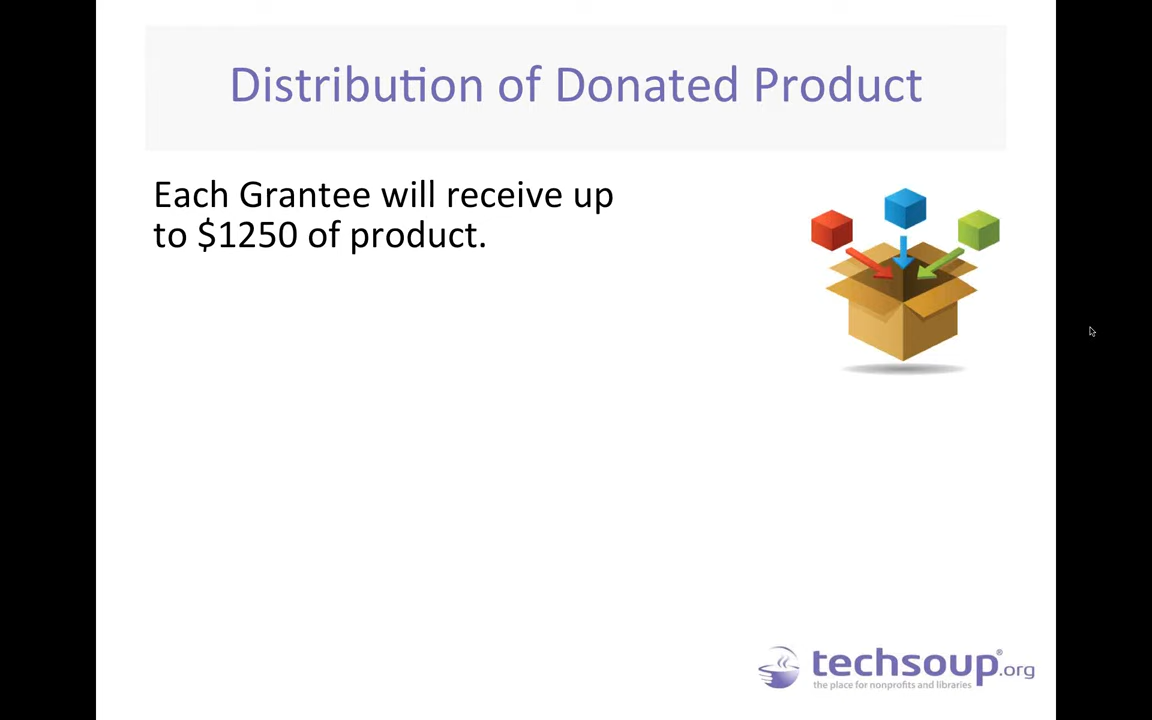 Distribution of Donated Product
Each Grantee will receive up
to $1250 of product.
techsoup®.org
the place for nonprofits and libraries